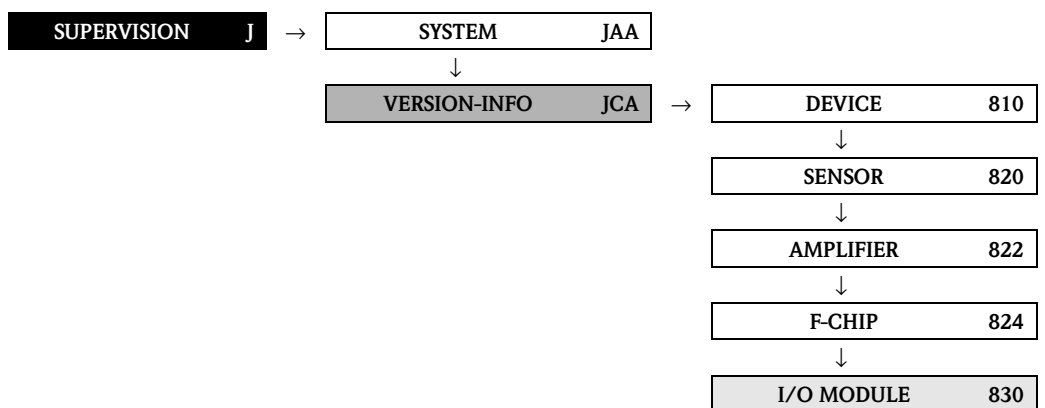 SUPERVISION J → SYSTEM JAA
↓
VERSION-INFO JCA → DEVICE 810
↓
SENSOR 820
↓
AMPLIFIER 822
↓
F-CHIP 824
↓
I/O MODULE 830